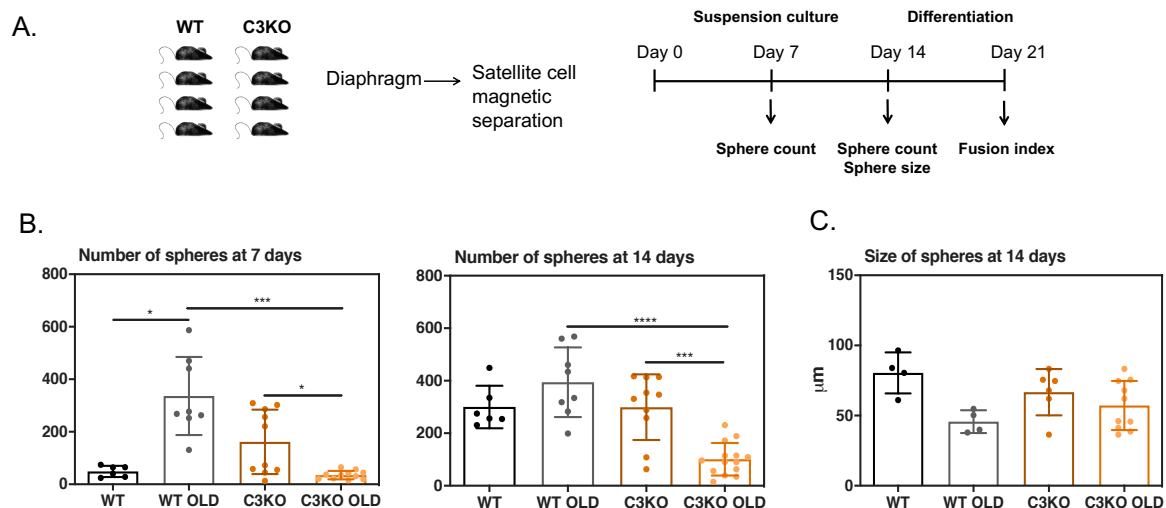 A.
WT C3KO
Diaphragm
Satellite cell
magnetic
separation
Suspension culture Differentiation
Day 0 Day 7 Day 14 Day 21
Sphere count
Sphere count
Sphere size
Fusion index
B.
Number of spheres at 7 days
800
600
400
200
0
* *** *
WT WT OLD C3KO C3KO OLD
Number of spheres at 14 days
800
600
400
200
0
**** ***
WT WT OLD C3KO C3KO OLD
C.
Size of spheres at 14 days
µm
150
100
50
0
WT WT OLD C3KO C3KO OLD